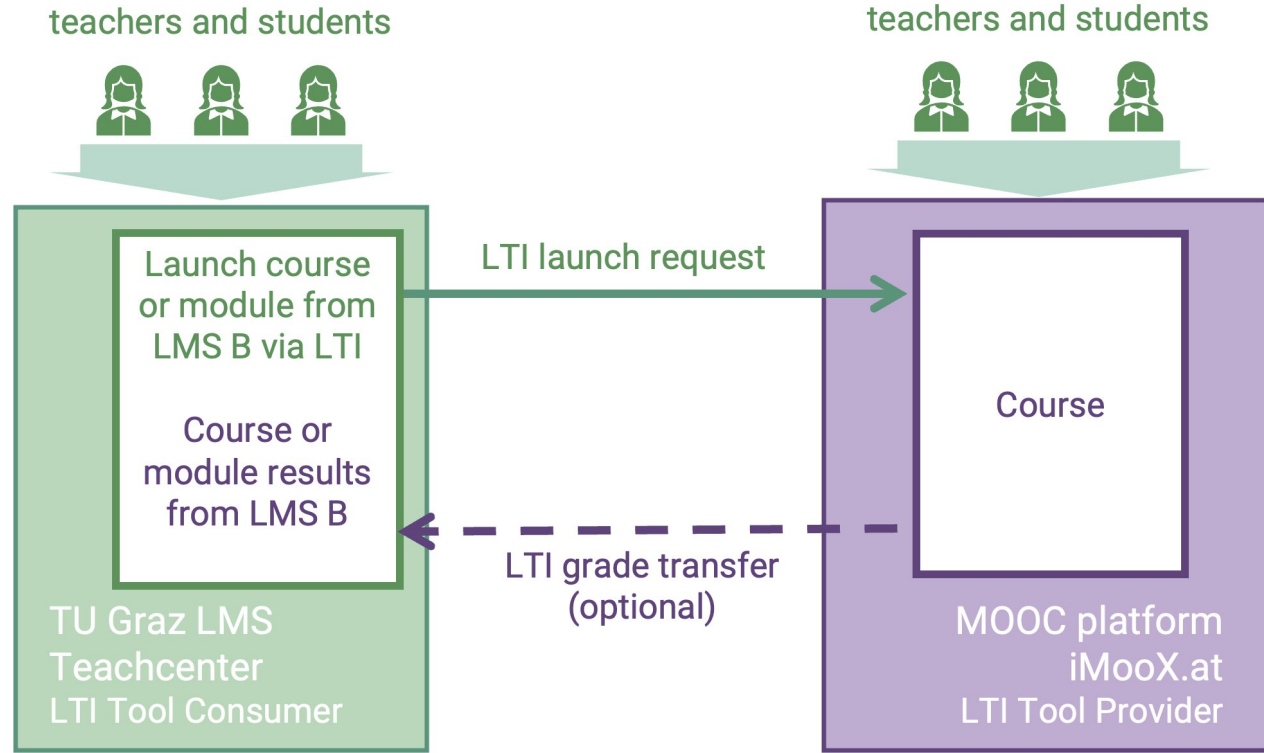 teachers and students
teachers and students
Launch course
or module from
LMS B via LTI
Course or
module results
from LMS B
LTI launch request
Course
LTI grade transfer
(optional)
TU Graz LMS
Teachcenter
LTI Tool Consumer
MOOC platform
iMooX.at
LTI Tool Provider